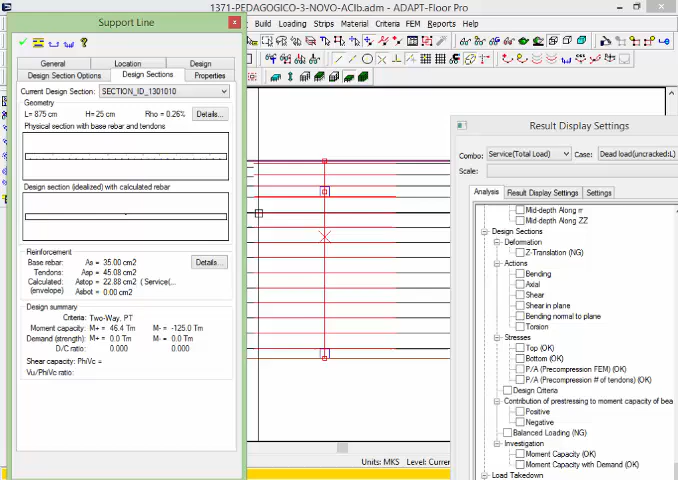 1371-PEDAGOGICO-3-NOVO-ACIb.adm - ADAPT-Floor Pro
Support Line
x
Build Loading Strips FEM Model Criteria FEM PT/RC Window Help
General Location Design
Design Section Options Design Sections Properties
Current Design Section: SECTION_ID_1301010
Geometry
L= 875 cm H= 25 cm Rho = 0.26% Details...
Physical section with base rebar and tendons
Design section (idealized) with calculated rebar
Reinforcement
Base rebar: As = 35.00 cm2
Tendons: Asp = 45.08 cm2
Calculated: Astop = 22.88 cm2 (Service(...
(envelope) Asbot = 0.00 cm2
Details...
Design summary
Criteria: Two-Way, PT
Moment capacity: M+ = 46.4 Tm M- = -125.0 Tm
Demand (strength): M+ = 0.0 Tm M- = 0.0 Tm
D/C ratio: 0.000 0.000
Shear capacity: PhiVc =
Vu/PhiVc ratio:
Result Display Settings
Combo: Service(Total Load) Case: Dead load(uncracked:L)
Scale:
Analysis Result Display Settings Settings
Mid-depth Along rr
Mid-depth Along ZZ
Design Sections
Deformation
Z-Translation (NG)
Actions
Bending
Axial
Shear
Shear in plane
Bending normal to plane
Torsion
Stresses
Top (OK)
Bottom (OK)
P/A (Precompression FEM) (OK)
P/A (Precompression # of tendons) (OK)
Design Criteria
Contribution of prestressing to moment capacity of bea
Positive
Negative
Balanced Loading (NG)
Investigation
Moment Capacity (OK)
Moment Capacity with Demand (OK)
Load Takedown
Units: MKS Level: Curre